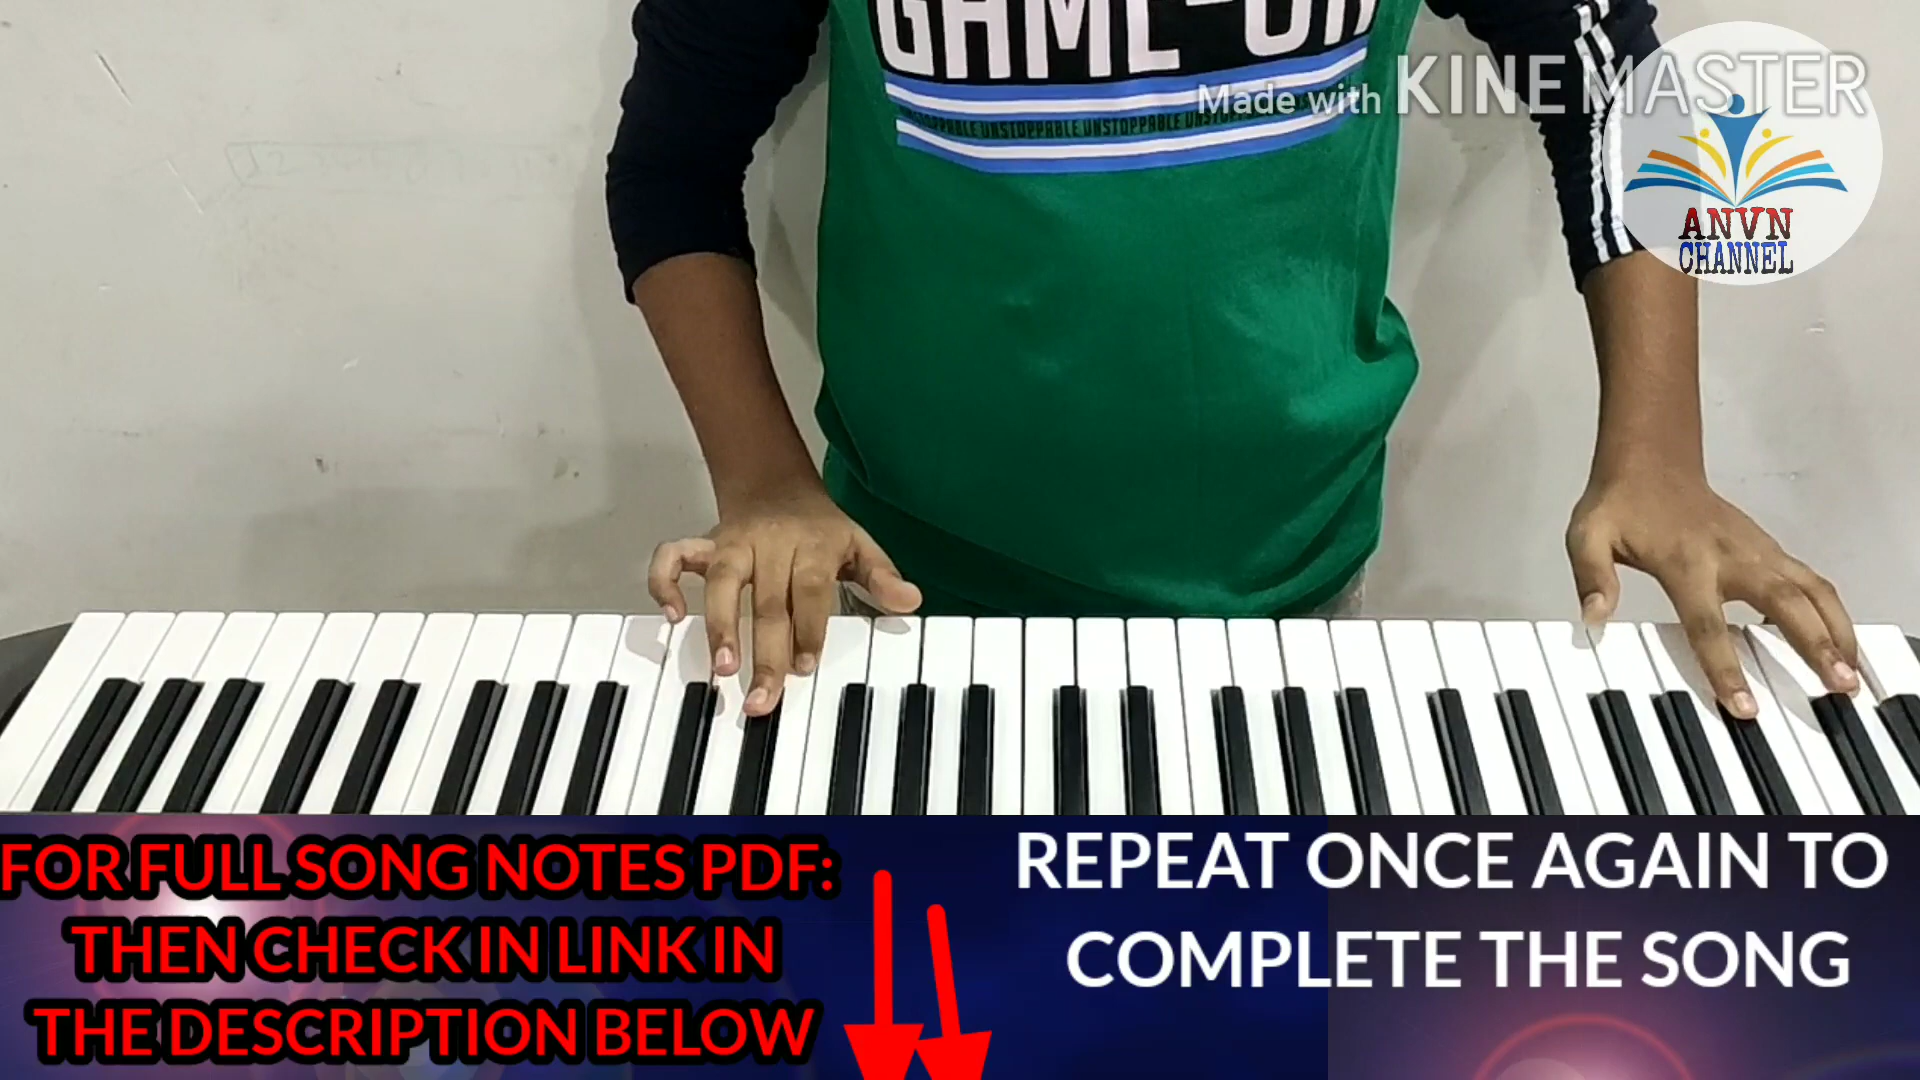 GAME-ON
Made with KINEMASTER
UNSTOPPABLE UNSTOPPABLE
ANVN
CHANNEL
FOR FULL SONG NOTES PDF:
THEN CHECK IN LINK IN
THE DESCRIPTION BELOW
REPEAT ONCE AGAIN TO
COMPLETE THE SONG